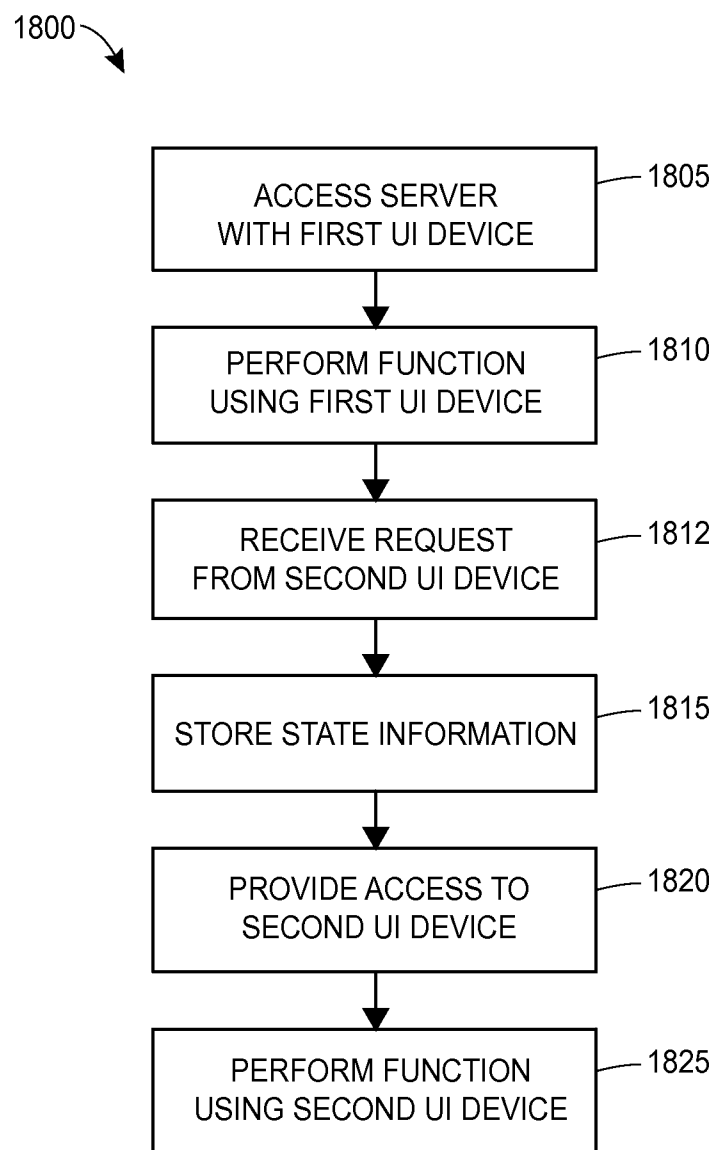 1800
ACCESS SERVER
WITH FIRST UI DEVICE
1805
PERFORM FUNCTION
USING FIRST UI DEVICE
1810
RECEIVE REQUEST
FROM SECOND UI DEVICE
1812
STORE STATE INFORMATION
1815
PROVIDE ACCESS TO
SECOND UI DEVICE
1820
PERFORM FUNCTION
USING SECOND UI DEVICE
1825